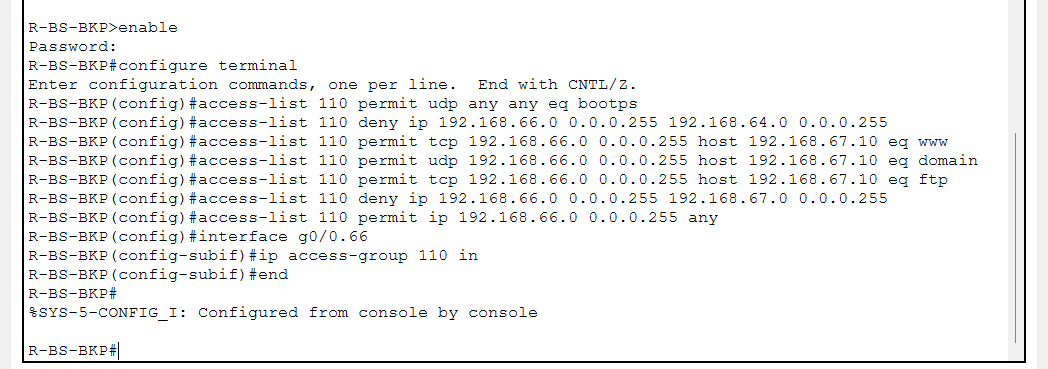 R-BS-BKP>enable
Password:
R-BS-BKP#configure terminal
Enter configuration commands, one per line.  End with CNTL/Z.
R-BS-BKP(config)#access-list 110 permit udp any any eq bootps
R-BS-BKP(config)#access-list 110 deny ip 192.168.66.0 0.0.0.255 192.168.64.0 0.0.0.255
R-BS-BKP(config)#access-list 110 permit tcp 192.168.66.0 0.0.0.255 host 192.168.67.10 eq www
R-BS-BKP(config)#access-list 110 permit udp 192.168.66.0 0.0.0.255 host 192.168.67.10 eq domain
R-BS-BKP(config)#access-list 110 permit tcp 192.168.66.0 0.0.0.255 host 192.168.67.10 eq ftp
R-BS-BKP(config)#access-list 110 deny ip 192.168.66.0 0.0.0.255 192.168.67.0 0.0.0.255
R-BS-BKP(config)#access-list 110 permit ip 192.168.66.0 0.0.0.255 any
R-BS-BKP(config)#interface g0/0.66
R-BS-BKP(config-subif)#ip access-group 110 in
R-BS-BKP(config-subif)#end
R-BS-BKP#
%SYS-5-CONFIG_I: Configured from console by console
R-BS-BKP#